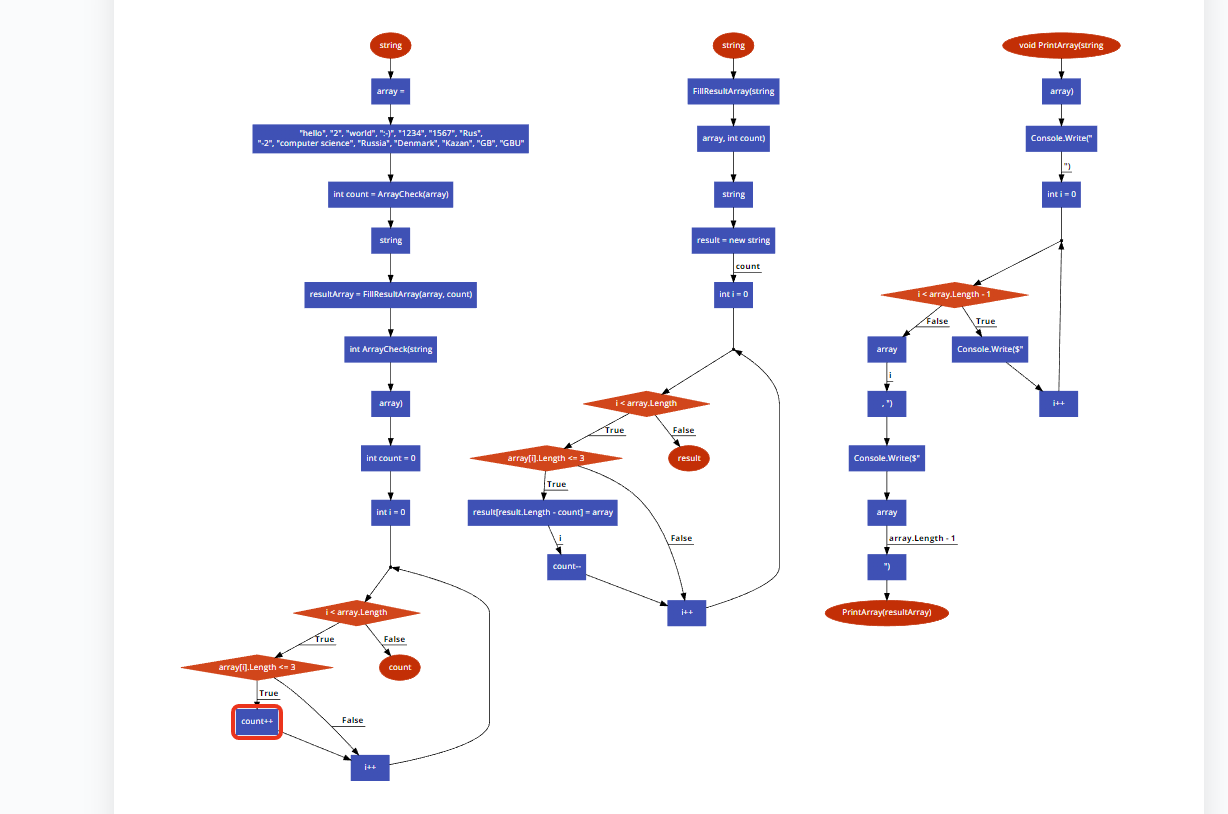 string
array =
"hello", "2", "world", ":-)", "1234", "1567", "Rus",
"-2", "computer science", "Russia", "Denmark", "Kazan", "GB", "GBU"
int count = ArrayCheck(array)
string
resultArray = FillResultArray(array, count)
int ArrayCheck(string
array)
int count = 0
int i = 0
i < array.Length
True
False
array[i].Length <= 3
count
True
False
count++
i++
string
FillResultArray(string
array, int count)
string
result = new string
count
int i = 0
i < array.Length
True
False
array[i].Length <= 3
result
True
False
result[result.Length - count] = array
i
count--
i++
void PrintArray(string
array)
Console.Write("
")
int i = 0
i < array.Length - 1
False
True
array
Console.Write($"
i
i++
, ")
Console.Write($"
array
array.Length - 1
")
PrintArray(resultArray)